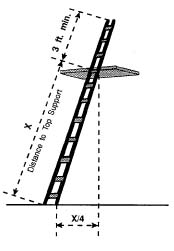 3 ft. min.
X
Distance to Top Support
X/4